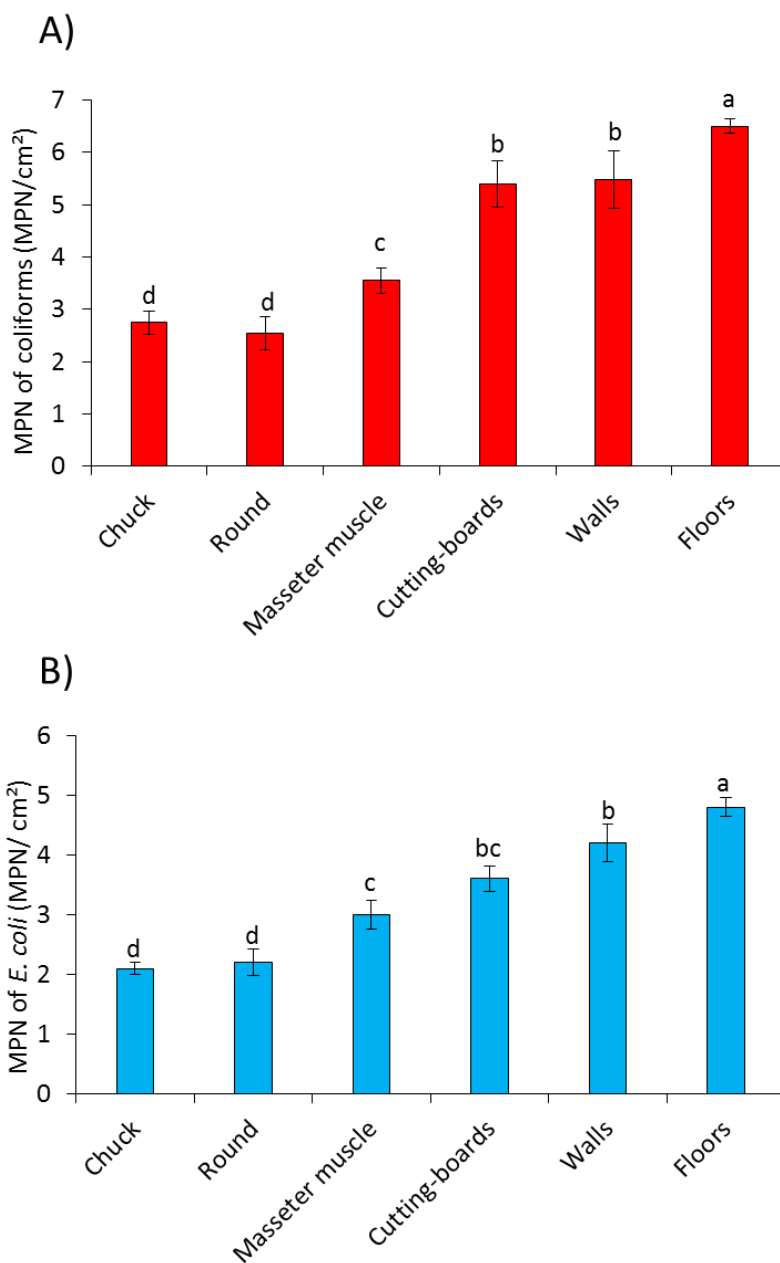 A)
MPN of coliforms (MPN/cm²)
7
6
5
4
3
2
1
0
d
d
c
b
b
a
Chuck
Round
Masseter muscle
Cutting-boards
Walls
Floors
B)
MPN of E. coli (MPN/ cm²)
6
5
4
3
2
1
0
d
d
c
bc
b
a
Chuck
Round
Masseter muscle
Cutting-boards
Walls
Floors